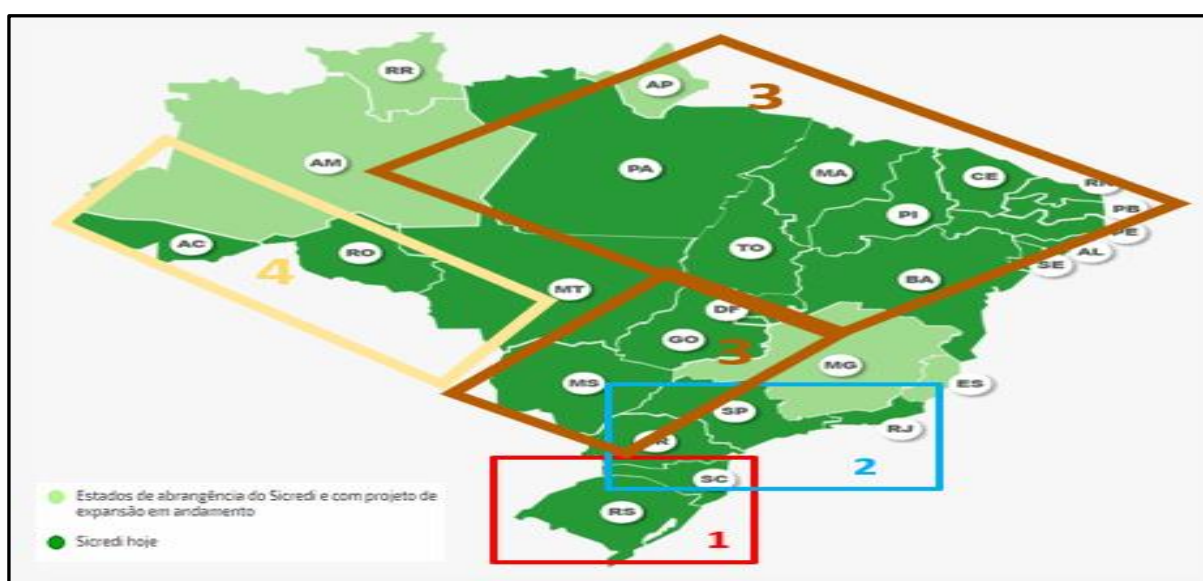 RR
AP
3
AM
PA
MA
CE
RN
PI
PB
PE
AC
RO
TO
AL
SE
4
BA
MT
DF
GO
3
MG
MS
ES
SP
RJ
2
SC
Estados de abrangência do Sicredi e com projeto de
expansão em andamento
RS
Sicredi hoje
1